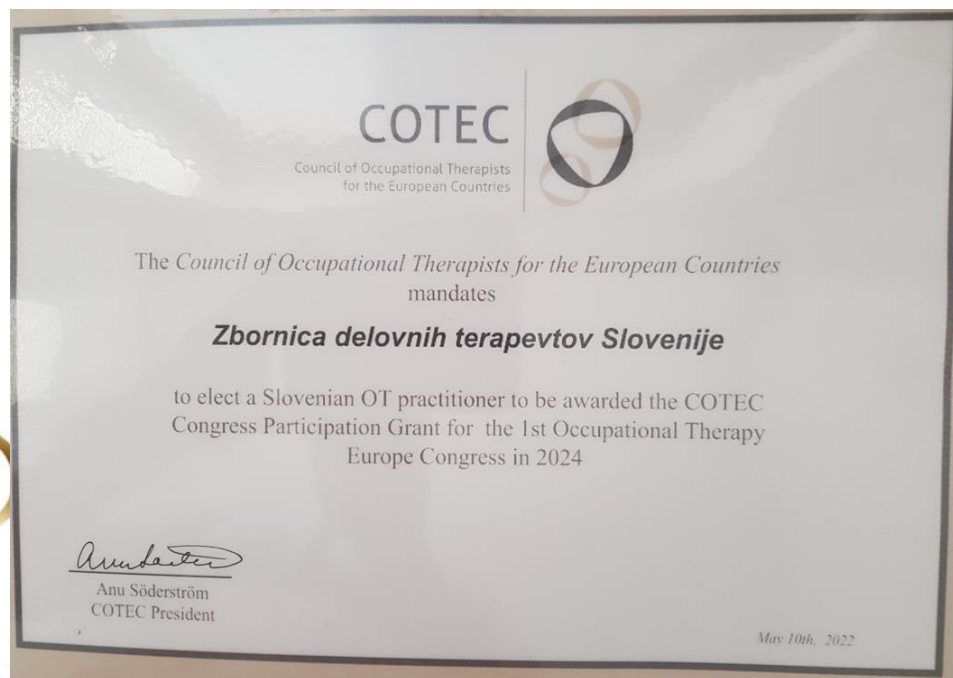 COTEC
Council of Occupational Therapists
for the European Countries
The Council of Occupational Therapists for the European Countries
mandates
Zbornica delovnih terapevtov Slovenije
to elect a Slovenian OT practitioner to be awarded the COTEC
Congress Participation Grant for the 1st Occupational Therapy
Europe Congress in 2024
Anu Söderström
COTEC President
May 10th, 2022